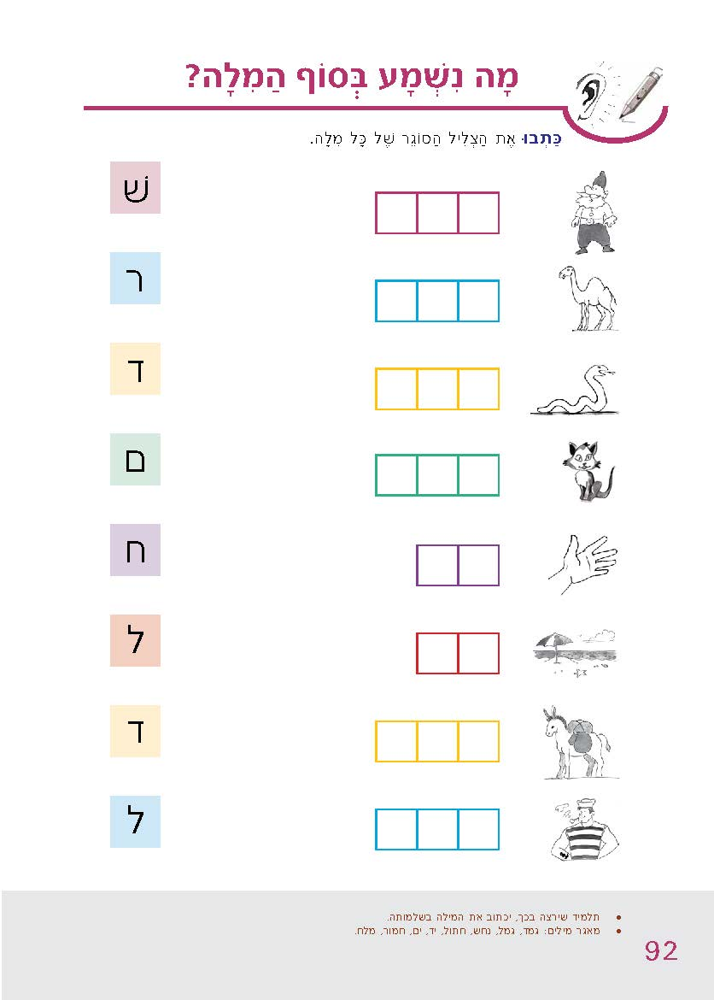 מָה נִשְׁמָע בְּסוֹף הַמִלָה?
כַּתְבוּ אֶת הַצְלִיל הַסוֹגֵר שֶׁל כָּל מִלָה.
שׁ
ר
ד
ם
ח
ל
ד
ל
• תלמיד שירצה בכך, יכתוב את המילה בשלמותה.
• מאגר מילים: גמד, גמל, נחש, חתול, יד, ים, חמור, מלח.
92